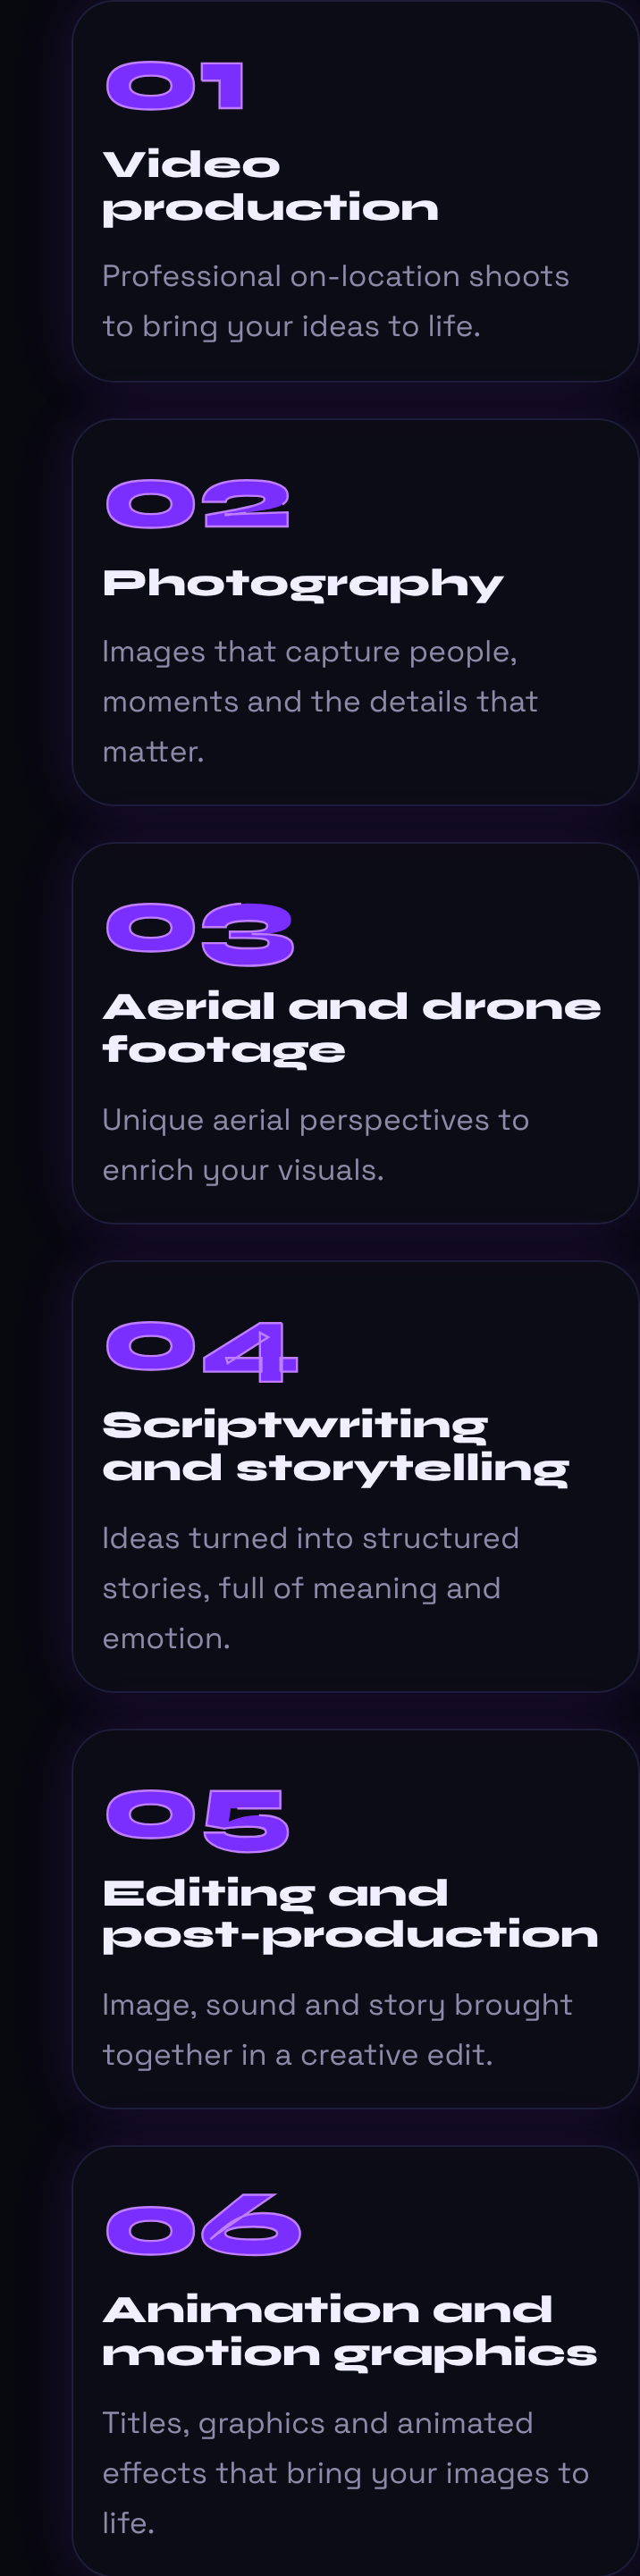 01
Video
production
Professional on-location shoots
to bring your ideas to life.
02
Photography
Images that capture people,
moments and the details that
matter.
03
Aerial and drone
footage
Unique aerial perspectives to
enrich your visuals.
04
Scriptwriting
and storytelling
Ideas turned into structured
stories, full of meaning and
emotion.
05
Editing and
post-production
Image, sound and story brought
together in a creative edit.
06
Animation and
motion graphics
Titles, graphics and animated
effects that bring your images to
life.